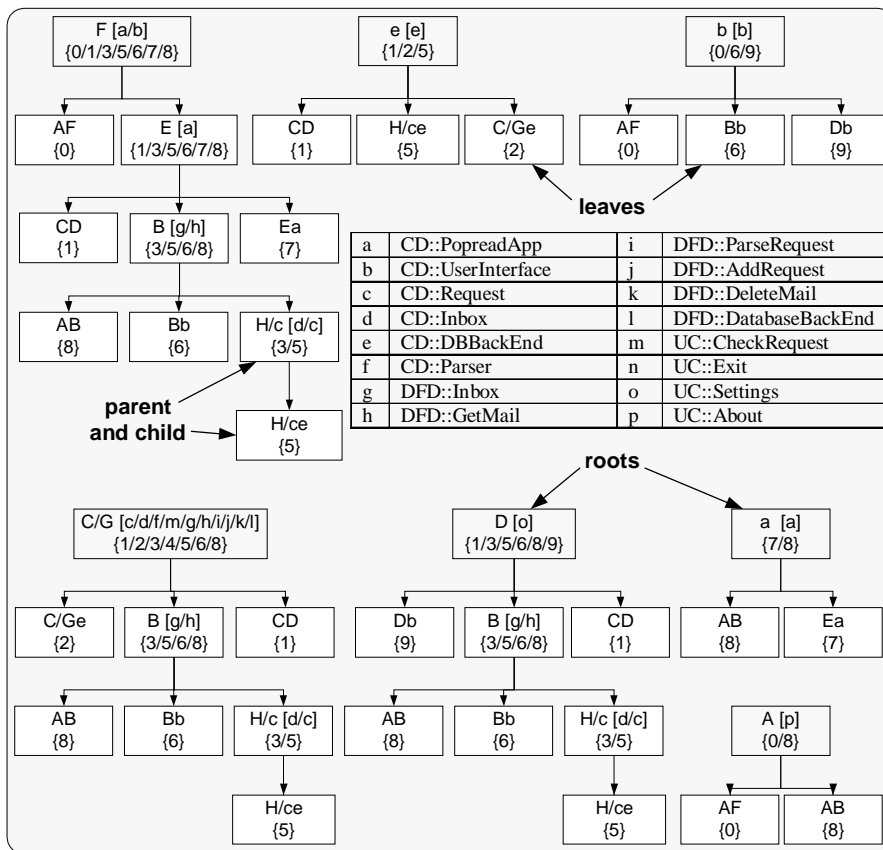 F [a/b]
{0/1/3/5/6/7/8}
e [e]
{1/2/5}
b [b]
{0/6/9}
AF
{0}
E [a]
{1/3/5/6/7/8}
CD
{1}
H/ce
{5}
C/Ge
{2}
AF
{0}
Bb
{6}
Db
{9}
leaves
CD
{1}
B [g/h]
{3/5/6/8}
Ea
{7}
AB
{8}
Bb
{6}
H/c [d/c]
{3/5}
parent
and child
H/ce
{5}
a CD::PopreadApp i DFD::ParseRequest
b CD::UserInterface j DFD::AddRequest
c CD::Request k DFD::DeleteMail
d CD::Inbox l DFD::DatabaseBackEnd
e CD::DBBackEnd m UC::CheckRequest
f CD::Parser n UC::Exit
g DFD::Inbox o UC::Settings
h DFD::GetMail p UC::About
roots
C/G [c/d/f/m/g/h/i/j/k/l]
{1/2/3/4/5/6/8}
D [o]
{1/3/5/6/8/9}
a [a]
{7/8}
C/Ge
{2}
B [g/h]
{3/5/6/8}
CD
{1}
Db
{9}
B [g/h]
{3/5/6/8}
CD
{1}
AB
{8}
Ea
{7}
AB
{8}
Bb
{6}
H/c [d/c]
{3/5}
AB
{8}
Bb
{6}
H/c [d/c]
{3/5}
A [p]
{0/8}
H/ce
{5}
H/ce
{5}
AF
{0}
AB
{8}